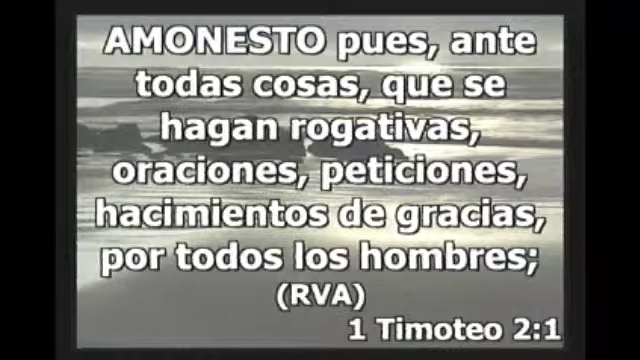 AMONESTO pues, ante
todas cosas, que se
hagan rogativas,
oraciones, peticiones,
hacimientos de gracias,
por todos los hombres;
(RVA)
1 Timoteo 2:1